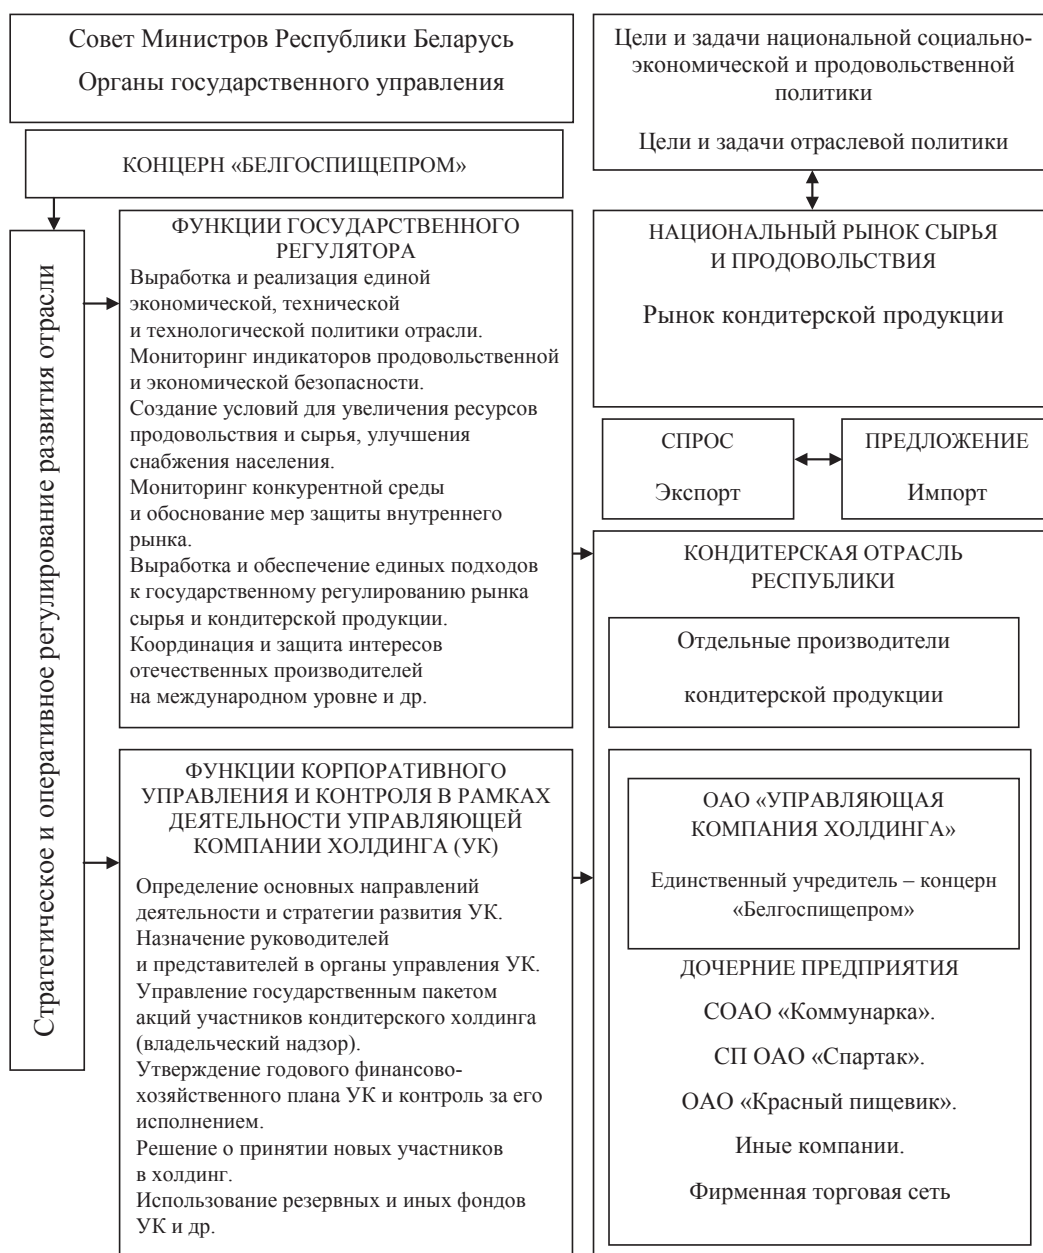 Совет Министров Республики Беларусь
Органы государственного управления
КОНЦЕРН «БЕЛГОСПИЩЕПРОМ»
Стратегическое и оперативное регулирование развития отрасли
ФУНКЦИИ ГОСУДАРСТВЕННОГО
РЕГУЛЯТОРА
Выработка и реализация единой
экономической, технической
и технологической политики отрасли.
Мониторинг индикаторов продовольственной
и экономической безопасности.
Создание условий для увеличения ресурсов
продовольствия и сырья, улучшения
снабжения населения.
Мониторинг конкурентной среды
и обоснование мер защиты внутреннего
рынка.
Выработка и обеспечение единых подходов
к государственному регулированию рынка
сырья и кондитерской продукции.
Координация и защита интересов
отечественных производителей
на международном уровне и др.
ФУНКЦИИ КОРПОРАТИВНОГО
УПРАВЛЕНИЯ И КОНТРОЛЯ В РАМКАХ
ДЕЯТЕЛЬНОСТИ УПРАВЛЯЮЩЕЙ
КОМПАНИИ ХОЛДИНГА (УК)
Определение основных направлений
деятельности и стратегии развития УК.
Назначение руководителей
и представителей в органы управления УК.
Управление государственным пакетом
акций участников кондитерского холдинга
(владельческий надзор).
Утверждение годового финансово-
хозяйственного плана УК и контроль за его
исполнением.
Решение о принятии новых участников
в холдинг.
Использование резервных и иных фондов
УК и др.
Цели и задачи национальной социально-
экономической и продовольственной
политики
Цели и задачи отраслевой политики
НАЦИОНАЛЬНЫЙ РЫНОК СЫРЬЯ
И ПРОДОВОЛЬСТВИЯ
Рынок кондитерской продукции
СПРОС
Экспорт
ПРЕДЛОЖЕНИЕ
Импорт
КОНДИТЕРСКАЯ ОТРАСЛЬ
РЕСПУБЛИКИ
Отдельные производители
кондитерской продукции
ОАО «УПРАВЛЯЮЩАЯ
КОМПАНИЯ ХОЛДИНГА»
Единственный учредитель – концерн
«Белгоспищепром»
ДОЧЕРНИЕ ПРЕДПРИЯТИЯ
СОАО «Коммунарка».
СП ОАО «Спартак».
ОАО «Красный пищевик».
Иные компании.
Фирменная торговая сеть